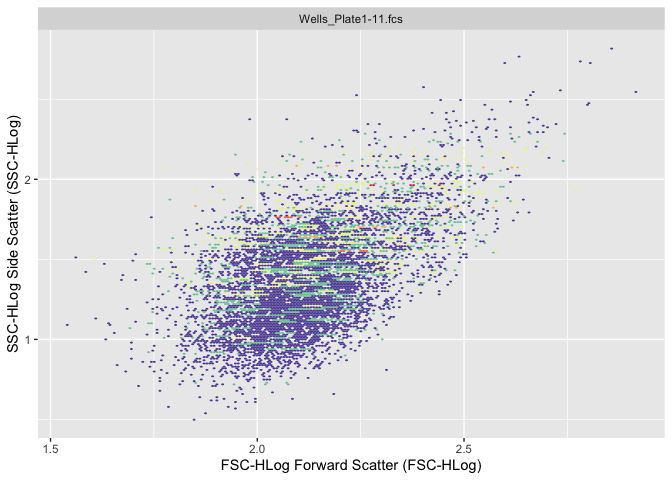 Wells_Plate1-11.fcs
SSC-HLog Side Scatter (SSC-HLog)
2
1
1.5
2.0
2.5
FSC-HLog Forward Scatter (FSC-HLog)